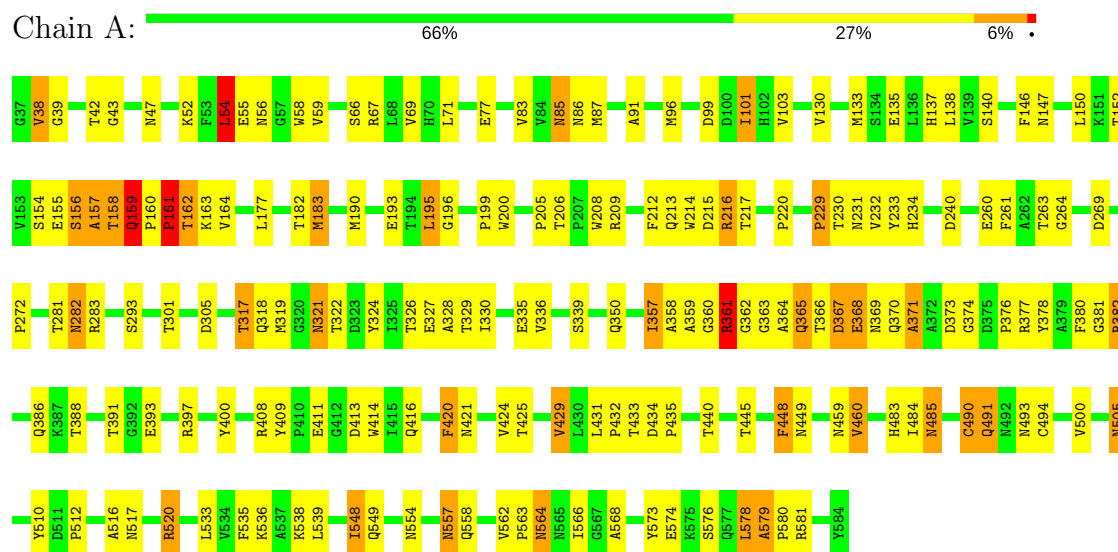 Chain A:
66% 27% 6% •
G37 V38 G39 T42 G43 N47 K52 F53 L54 E55 N56 G57 W58 V59 S66 R67 L68 V69 H70 L71 E77 V83 V84 N85 N86 M87 A91 M96 D99 D100 I101 H102 V103 V130 M133 S134 E135 L136 H137 L138 V139 S140 F146 N147 L150 K151 T152
V153 S154 E155 S156 A157 T158 Q159 P160 P161 T162 K163 V164 L177 T182 M183 M190 E193 T194 L195 G196 P199 W200 P205 T206 P207 W208 R209 F212 Q213 W214 D215 R216 T217 P220 P229 T230 N231 V232 Y233 H234 D240 E260 F261 A262 T263 G264 D269
P272 T281 N282 R283 S293 T301 D305 T317 Q318 M319 G320 N321 T322 D323 Y324 I325 T326 E327 A328 T329 I330 E335 V336 S339 Q350 I357 A358 A359 G360 R361 G362 G363 A364 Q365 T366 D367 E368 N369 Q370 A371 A372 D373 G374 D375 P376 R377 Y378 A379 F380 G381
Q386 K387 T388 T391 G392 E393 R397 Y400 R408 Y409 P410 E411 G412 D413 W414 I415 Q416 F420 N421 V424 T425 V429 L430 L431 P432 T433 D434 P435 T440 T445 F448 N449 N459 V460 H483 I484 N485 C490 Q491 N492 N493 C494 V500 N505
Y510 D511 P512 A516 N517 R520 L533 V534 F535 K536 A537 K538 L539 I548 Q549 N554 N557 Q558 V562 P563 N564 N565 I566 G567 A568 Y573 E574 K575 S576 Q577 L578 A579 P580 R581 Y584